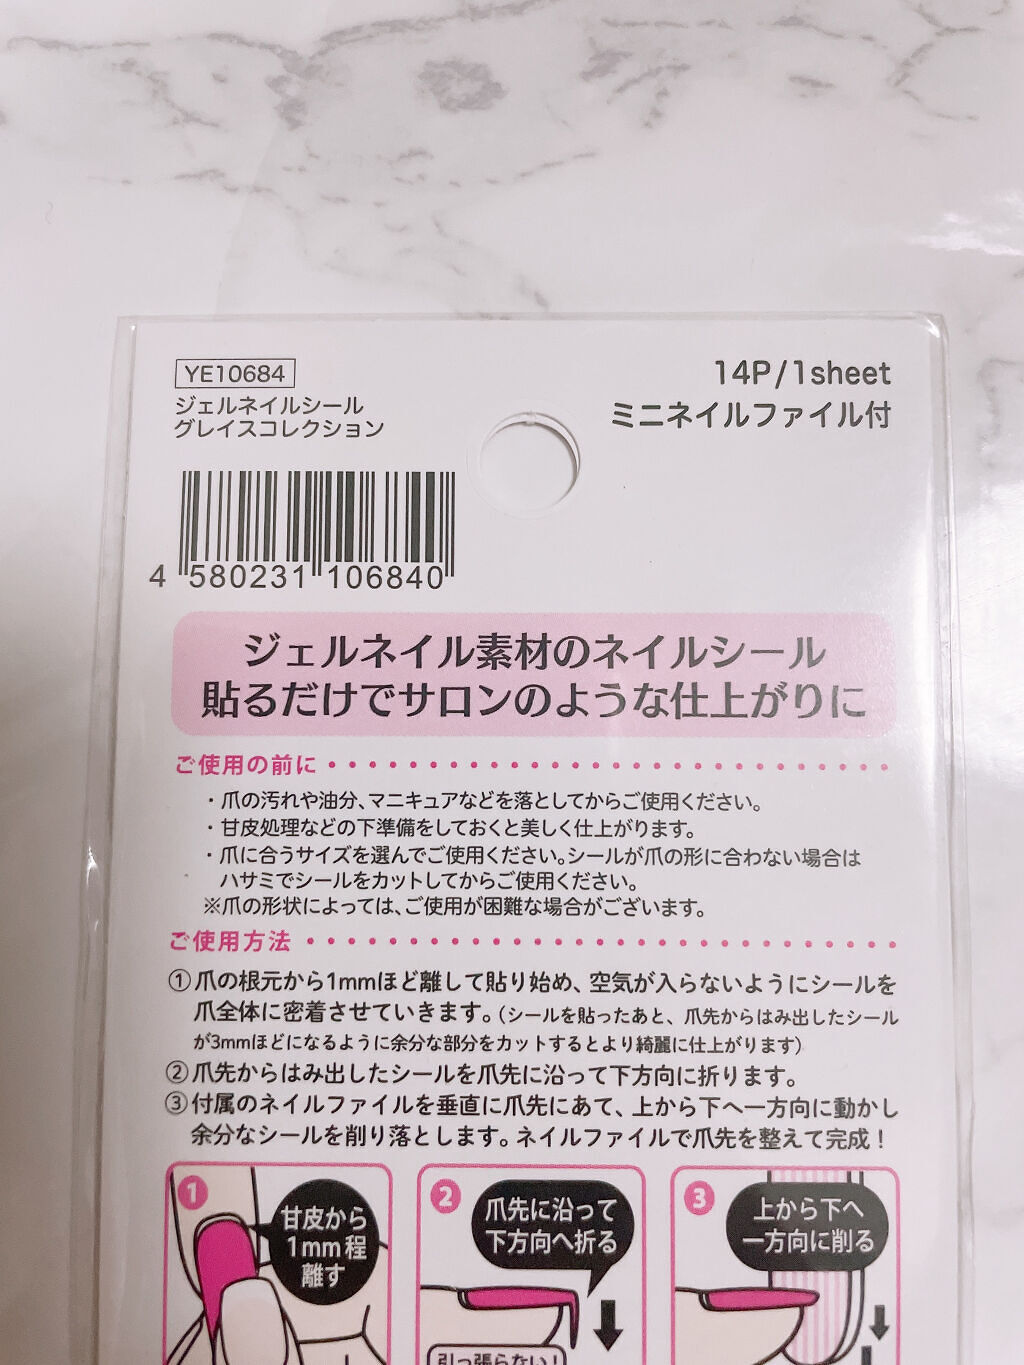 YE10684
ジェルネイルシール
グレイスコレクション
14P/1sheet
ミニネイルファイル付
4 580231 106840
ジェルネイル素材のネイルシール
貼るだけでサロンのような仕上がりに
ご使用の前に
・爪の汚れや油分、マニキュアなどを落としてからご使用ください。
・甘皮処理などの下準備をしておくと美しく仕上がります。
・爪に合うサイズを選んでご使用ください。シールが爪の形に合わない場合は
ハサミでシールをカットしてからご使用ください。
※爪の形状によっては、ご使用が困難な場合がございます。
ご使用方法
①爪の根元から1mmほど離して貼り始め、空気が入らないようにシールを
爪全体に密着させていきます。(シールを貼ったあと、爪先からはみ出したシール
が3mmほどになるように余分な部分をカットするとより綺麗に仕上がります)
②爪先からはみ出したシールを爪先に沿って下方向に折ります。
③付属のネイルファイルを垂直に爪先にあて、上から下へ一方向に動かし
余分なシールを削り落とします。ネイルファイルで爪先を整えて完成！
1
甘皮から
1mm程
離す
2
爪先に沿って
下方向へ折る
引っ張らない！
3
上から下へ
一方向に削る